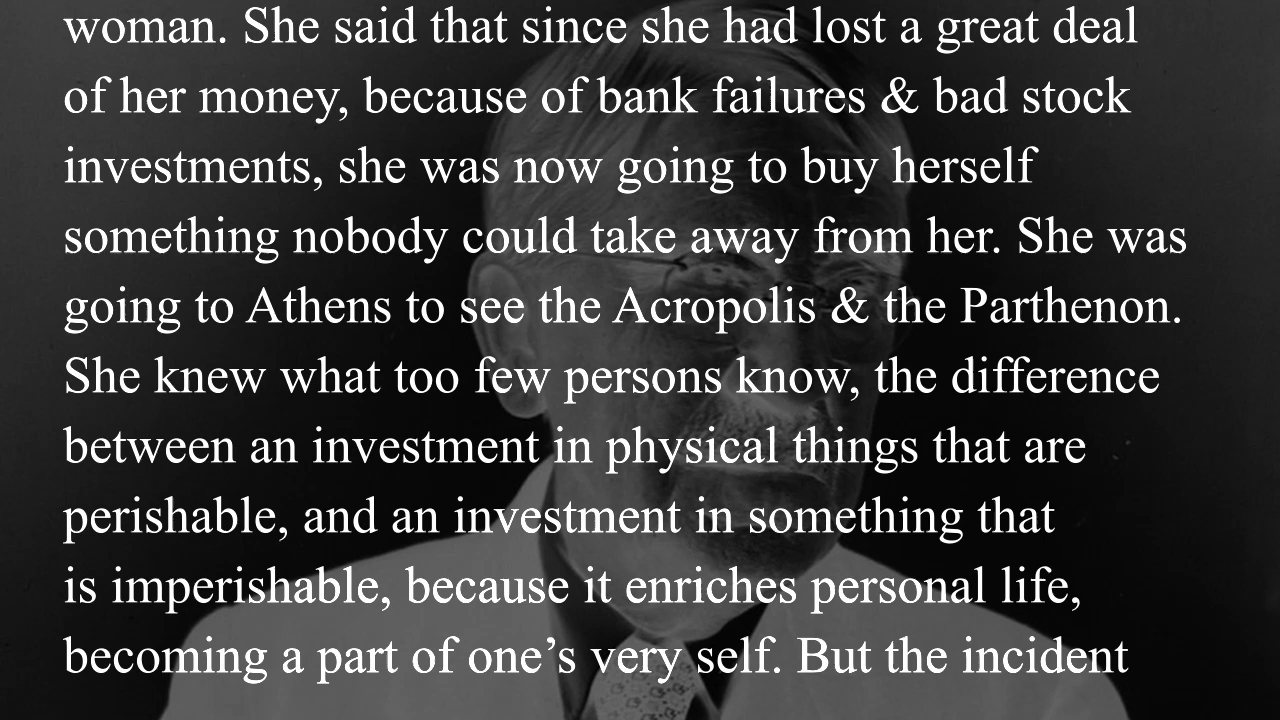 woman. She said that since she had lost a great deal
of her money, because of bank failures & bad stock
investments, she was now going to buy herself
something nobody could take away from her. She was
going to Athens to see the Acropolis & the Parthenon.
She knew what too few persons know, the difference
between an investment in physical things that are
perishable, and an investment in something that
is imperishable, because it enriches personal life,
becoming a part of one’s very self. But the incident